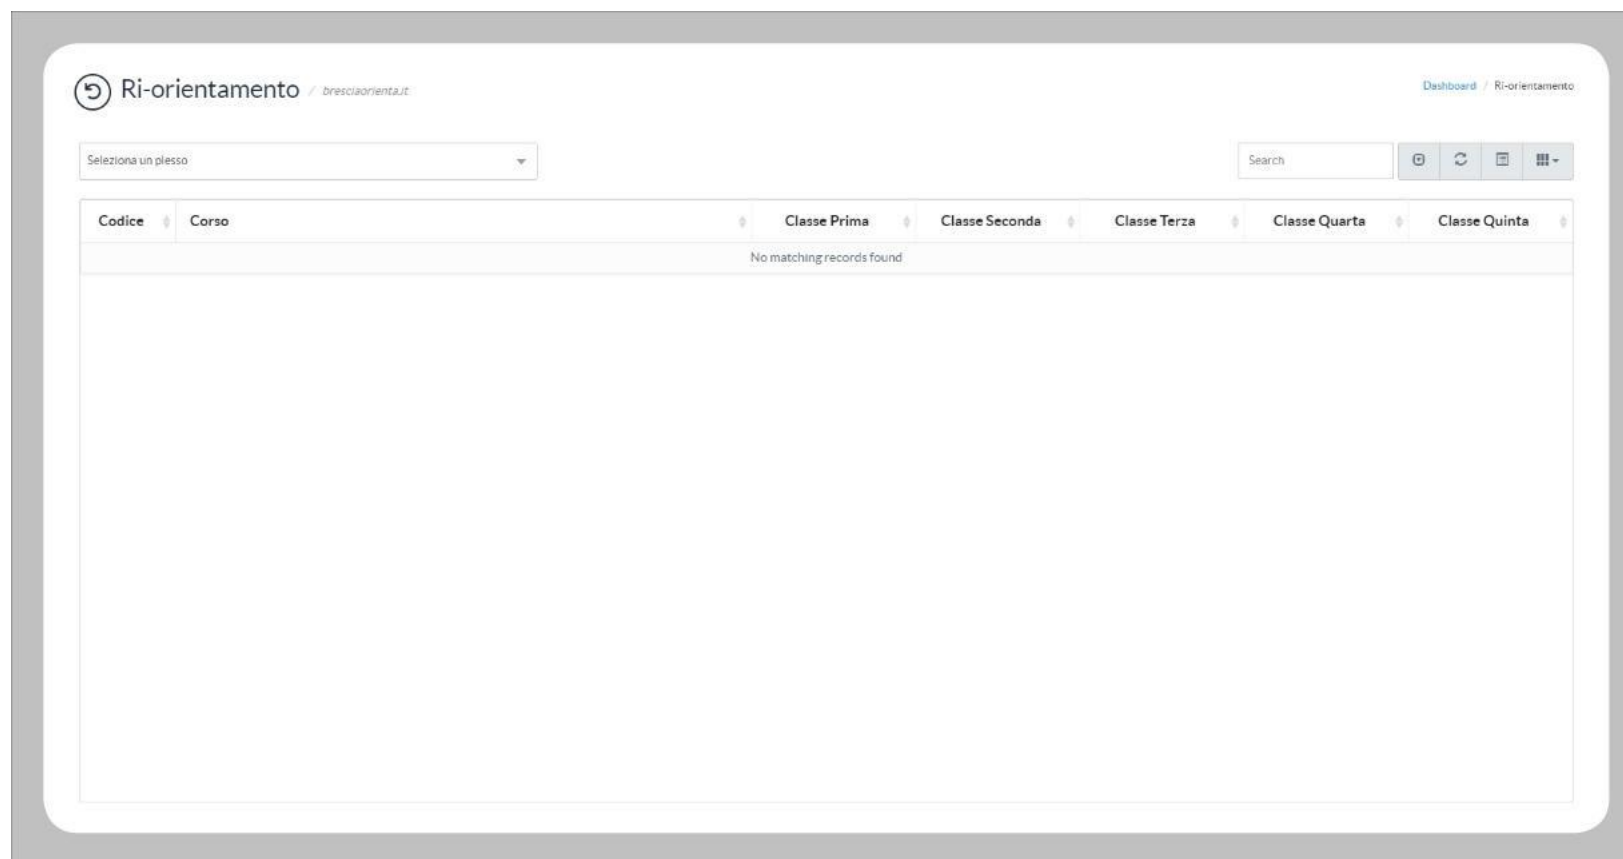 Ri-orientamento / bresciaorienta.it
Dashboard / Ri-orientamento
Seleziona un plesso
Search
Codice Corso Classe Prima Classe Seconda Classe Terza Classe Quarta Classe Quinta
No matching records found